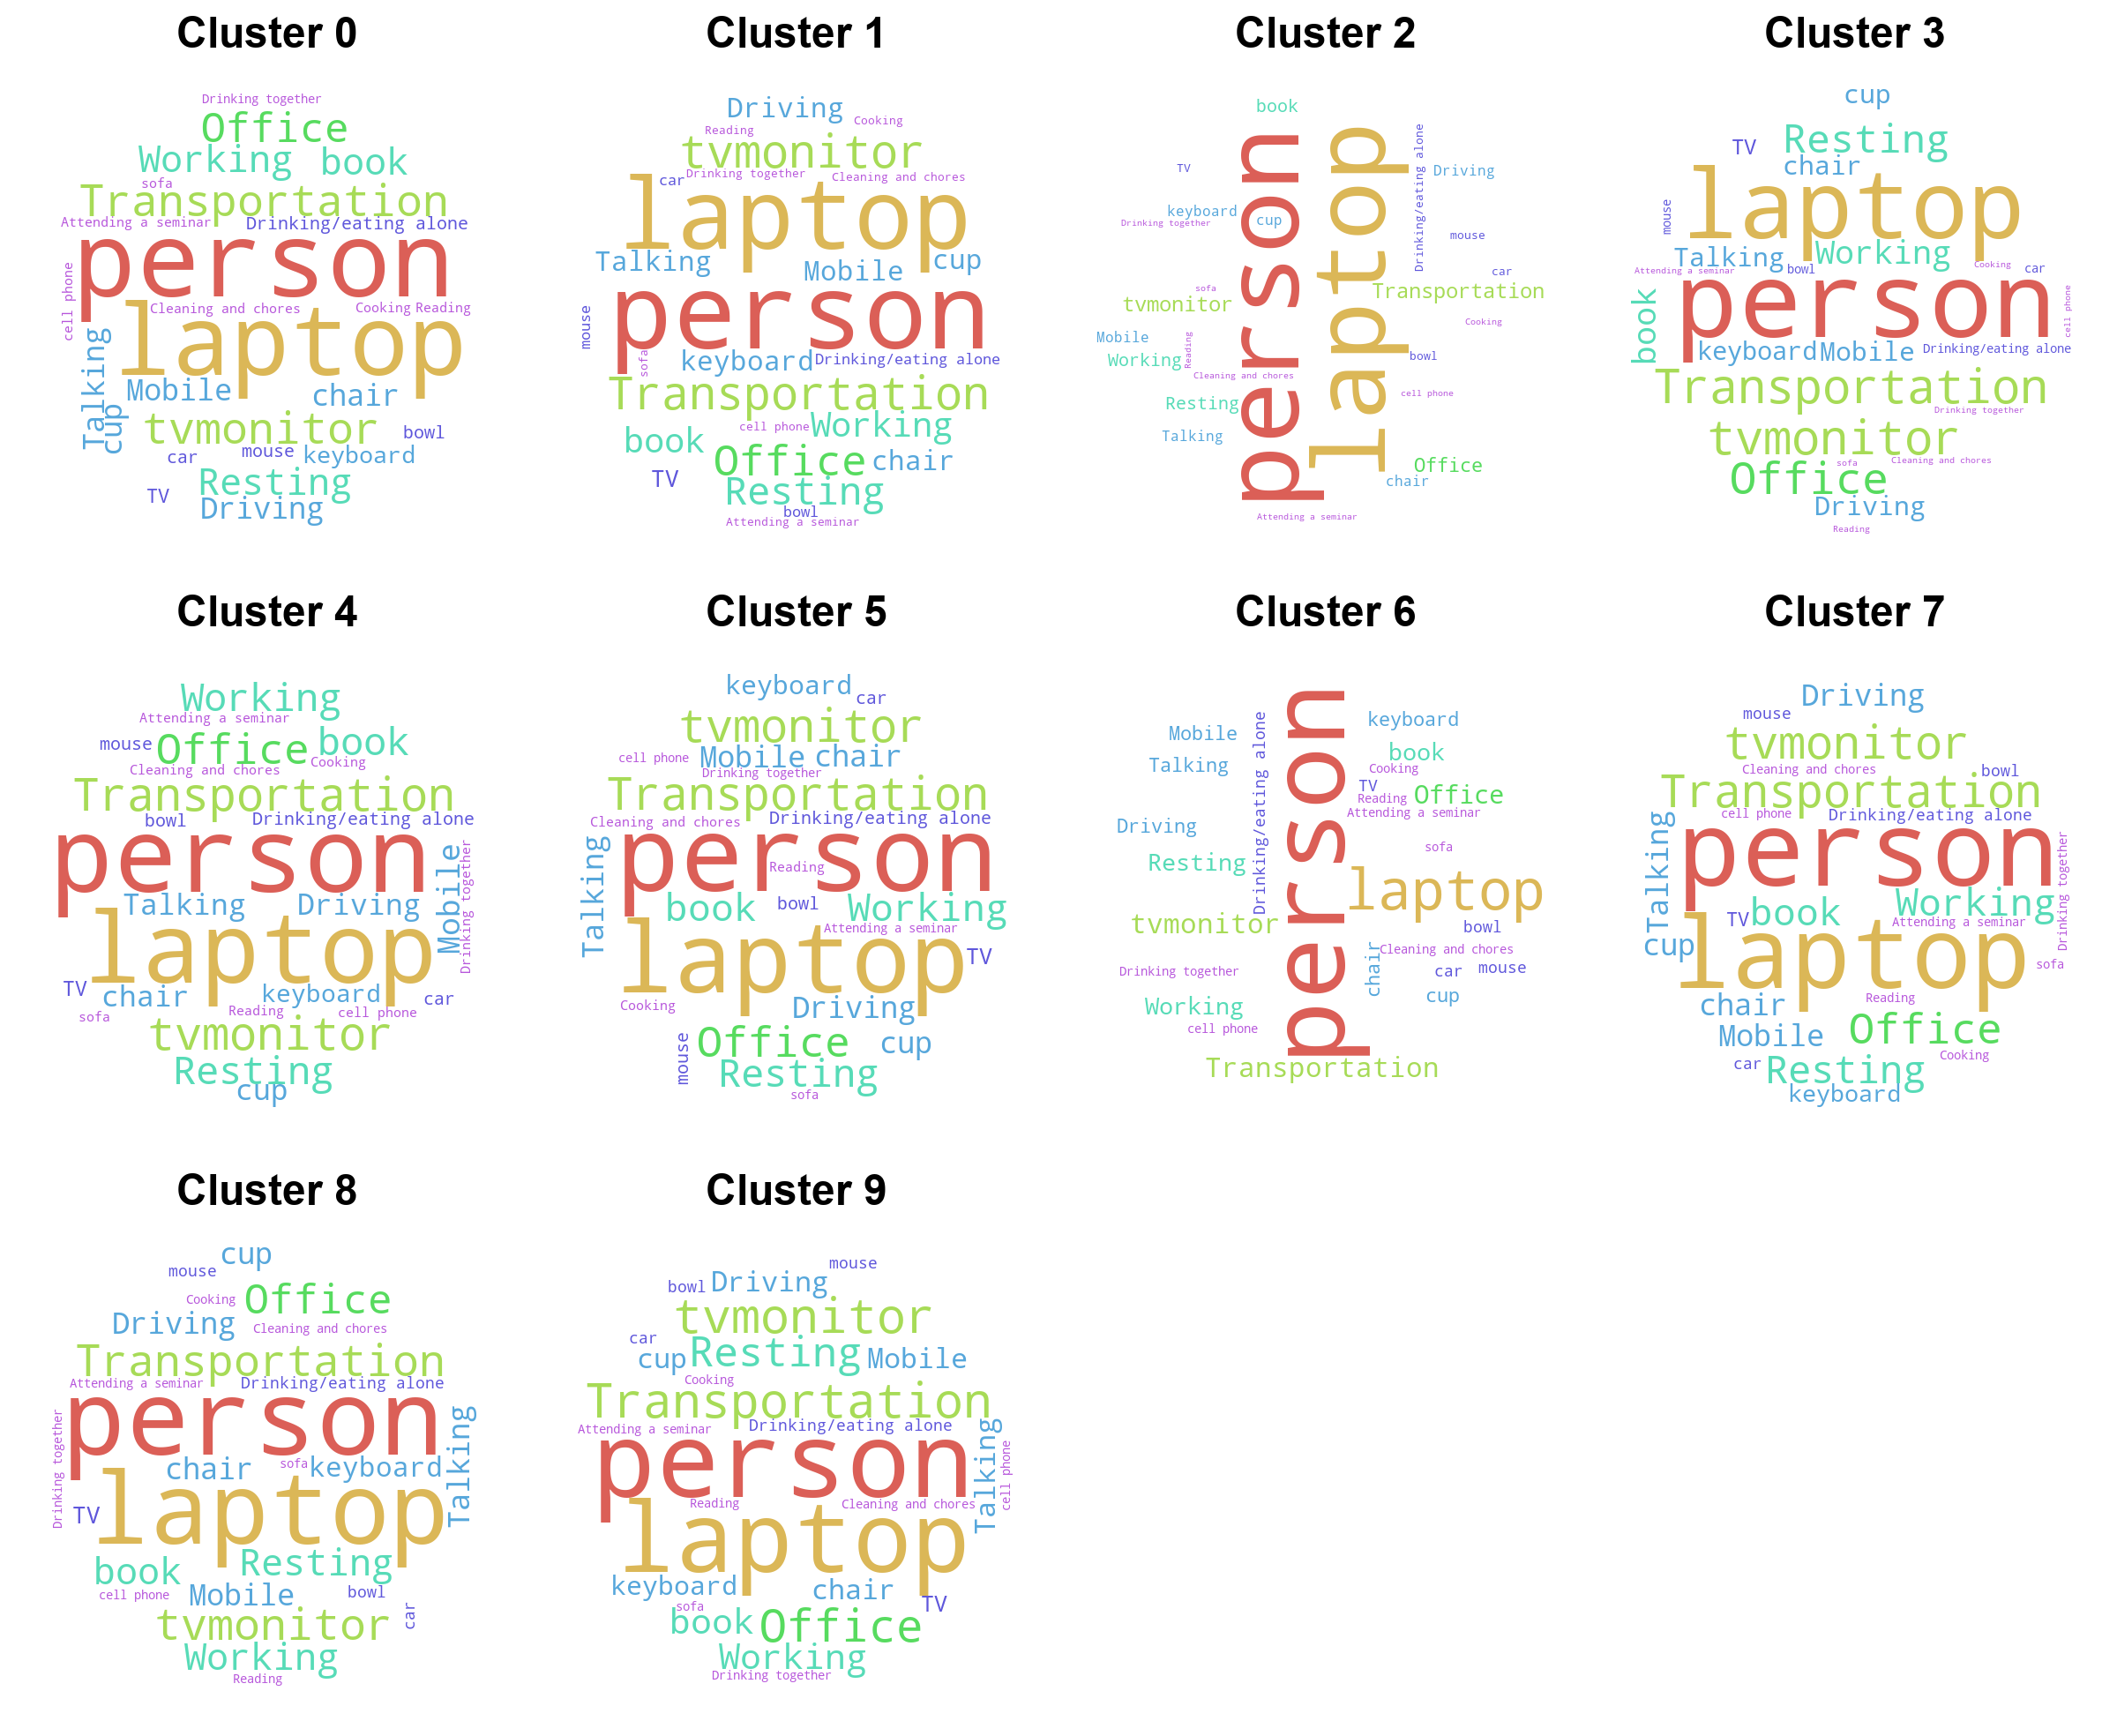 Cluster 0
Drinking together
Office
Working book
sofa
Transportation
Attending a seminar Drinking/eating alone
person
cell phone
Cleaning and chores Cooking Reading
laptop
Talking
Mobile chair
cup
tvmonitor bowl
car mouse keyboard
Resting
TV
Driving
Cluster 1
Driving
Reading Cooking
tvmonitor
car Drinking together Cleaning and chores
laptop
Talking Mobile cup
person
mouse
sofa keyboard Drinking/eating alone
Transportation
cell phone Working
book
Office chair
TV
Resting
bowl
Attending a seminar
Cluster 2
book
person
laptop
TV
Drinking/eating alone
Driving
keyboard
cup
Drinking together
mouse
car
sofa
Transportation
tvmonitor
Cooking
Mobile
Working
Reading
bowl
Cleaning and chores
cell phone
Resting
Talking
Office
chair
Attending a seminar
Cluster 3
cup
TV Resting
chair
laptop
mouse
Talking Working
Attending a seminar bowl Cooking car
person
cell phone
book
keyboard Mobile Drinking/eating alone
Transportation
Drinking together
tvmonitor
sofa Cleaning and chores
Office
Driving
Reading
Cluster 4
Working
Attending a seminar
mouse Office book
Cleaning and chores Cooking
Transportation
bowl Drinking/eating alone
person
Mobile
Drinking together
Talking Driving
laptop
TV chair keyboard car
sofa Reading cell phone
tvmonitor
Resting
cup
Cluster 5
keyboard
car
tvmonitor
cell phone Mobile chair
Drinking together
Transportation
Cleaning and chores Drinking/eating alone
person
Talking
Reading
book bowl Working
Attending a seminar
laptop TV
Cooking Driving
mouse
Office cup
Resting
sofa
Cluster 6
person
Mobile
Drinking/eating alone
keyboard
Talking
book
Cooking
TV
Reading Office
Attending a seminar
Driving
sofa
Resting
laptop
tvmonitor
bowl
chair
Cleaning and chores
Drinking together
car mouse
Working
cup
cell phone
Transportation
Cluster 7
Driving
mouse
tvmonitor
Cleaning and chores bowl
Transportation
cell phone Drinking/eating alone
Talking
person
Drinking together
Working
TV book
Attending a seminar
cup
laptop
sofa
chair Reading
Mobile Office
Cooking
car Resting
keyboard
Cluster 8
cup
mouse
Cooking Office
Driving Cleaning and chores
Transportation
Attending a seminar Drinking/eating alone
person
Drinking together
Talking
chair sofa keyboard
laptop
TV
Resting
book
cell phone Mobile bowl
car
tvmonitor
Working
Reading
Cluster 9
mouse
bowl Driving
tvmonitor
car
cup Resting Mobile
Cooking
Transportation
Attending a seminar Drinking/eating alone
person
Talking
cell phone
Reading Cleaning and chores
laptop
keyboard chair
sofa TV
book Office
Working
Drinking together